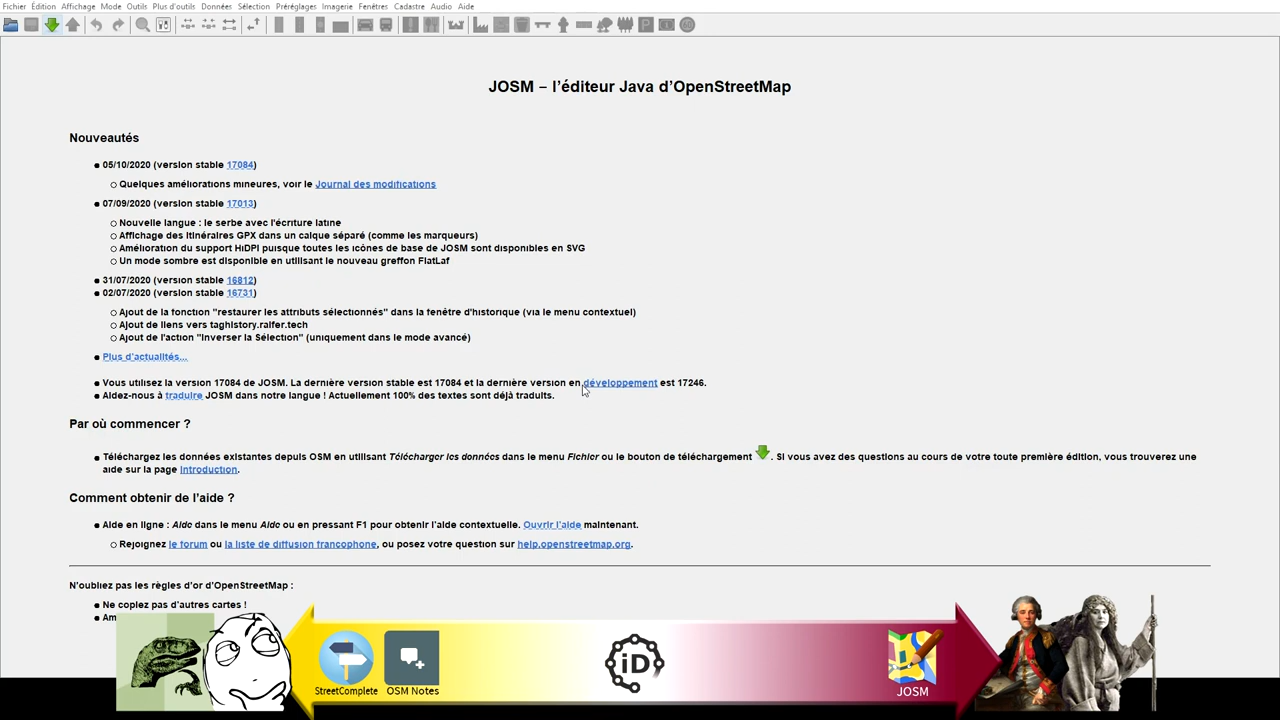 Fichier Édition Affichage Mode Outils Plus d'outils Données Sélection Préréglages Imagerie Fenêtres Cadastre Audio Aide
JOSM – l'éditeur Java d'OpenStreetMap
Nouveautés
05/10/2020 (version stable 17084)
Quelques améliorations mineures, voir le Journal des modifications
07/09/2020 (version stable 17013)
Nouvelle langue : le serbe avec l'écriture latine
Affichage des itinéraires GPX dans un calque séparé (comme les marqueurs)
Amélioration du support HiDPI puisque toutes les icônes de base de JOSM sont disponibles en SVG
Un mode sombre est disponible en utilisant le nouveau greffon FlatLaf
31/07/2020 (version stable 16812)
02/07/2020 (version stable 16731)
Ajout de la fonction "restaurer les attributs sélectionnés" dans la fenêtre d'historique (via le menu contextuel)
Ajout de liens vers taghistory.raifer.tech
Ajout de l'action "Inverser la Sélection" (uniquement dans le mode avancé)
Plus d'actualités...
Vous utilisez la version 17084 de JOSM. La dernière version stable est 17084 et la dernière version en développement est 17246.
Aidez-nous à traduire JOSM dans notre langue ! Actuellement 100% des textes sont déjà traduits.
Par où commencer ?
Téléchargez les données existantes depuis OSM en utilisant Télécharger les données dans le menu Fichier ou le bouton de téléchargement . Si vous avez des questions au cours de votre toute première édition, vous trouverez une
aide sur la page Introduction.
Comment obtenir de l'aide ?
Aide en ligne : Aide dans le menu Aide ou en pressant F1 pour obtenir l'aide contextuelle. Ouvrir l'aide maintenant.
Rejoignez le forum ou la liste de diffusion francophone, ou posez votre question sur help.openstreetmap.org.
N'oubliez pas les règles d'or d'OpenStreetMap :
Ne copiez pas d'autres cartes !
Am
iD
StreetComplete OSM Notes JOSM